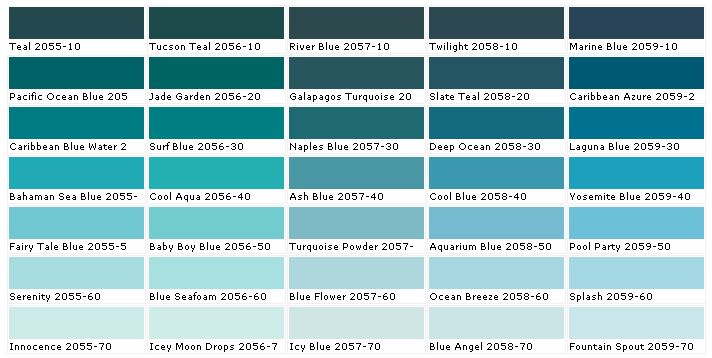 Teal 2055-10
Tucson Teal 2056-10
River Blue 2057-10
Twilight 2058-10
Marine Blue 2059-10
Pacific Ocean Blue 205
Jade Garden 2056-20
Galapagos Turquoise 20
Slate Teal 2058-20
Caribbean Azure 2059-2
Caribbean Blue Water 2
Surf Blue 2056-30
Naples Blue 2057-30
Deep Ocean 2058-30
Laguna Blue 2059-30
Bahaman Sea Blue 2055-
Cool Aqua 2056-40
Ash Blue 2057-40
Cool Blue 2058-40
Yosemite Blue 2059-40
Fairy Tale Blue 2055-5
Baby Boy Blue 2056-50
Turquoise Powder 2057-
Aquarium Blue 2058-50
Pool Party 2059-50
Serenity 2055-60
Blue Seafoam 2056-60
Blue Flower 2057-60
Ocean Breeze 2058-60
Splash 2059-60
Innocence 2055-70
Icey Moon Drops 2056-7
Icy Blue 2057-70
Blue Angel 2058-70
Fountain Spout 2059-70